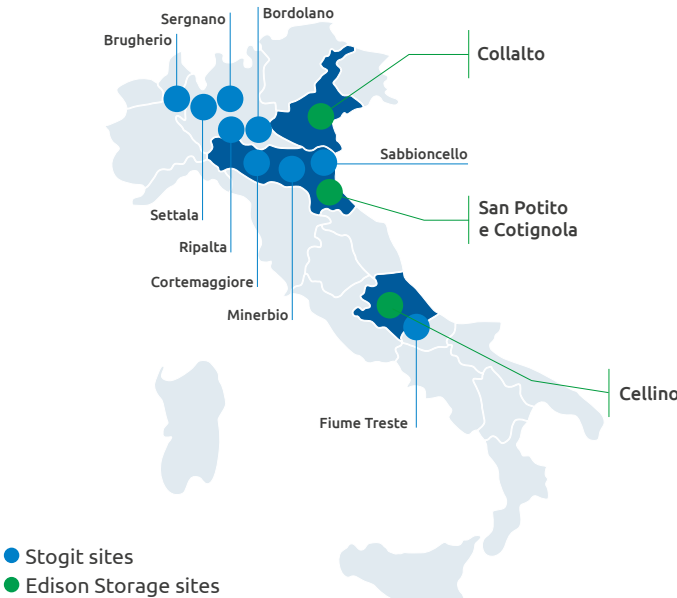 Bordolano
Sergnano
Brugherio
Collalto
Sabbioncello
San Potito
e Cotignola
Settala
Ripalta
Cortemaggiore
Minerbio
Cellino
Fiume Treste
Stogit sites
Edison Storage sites